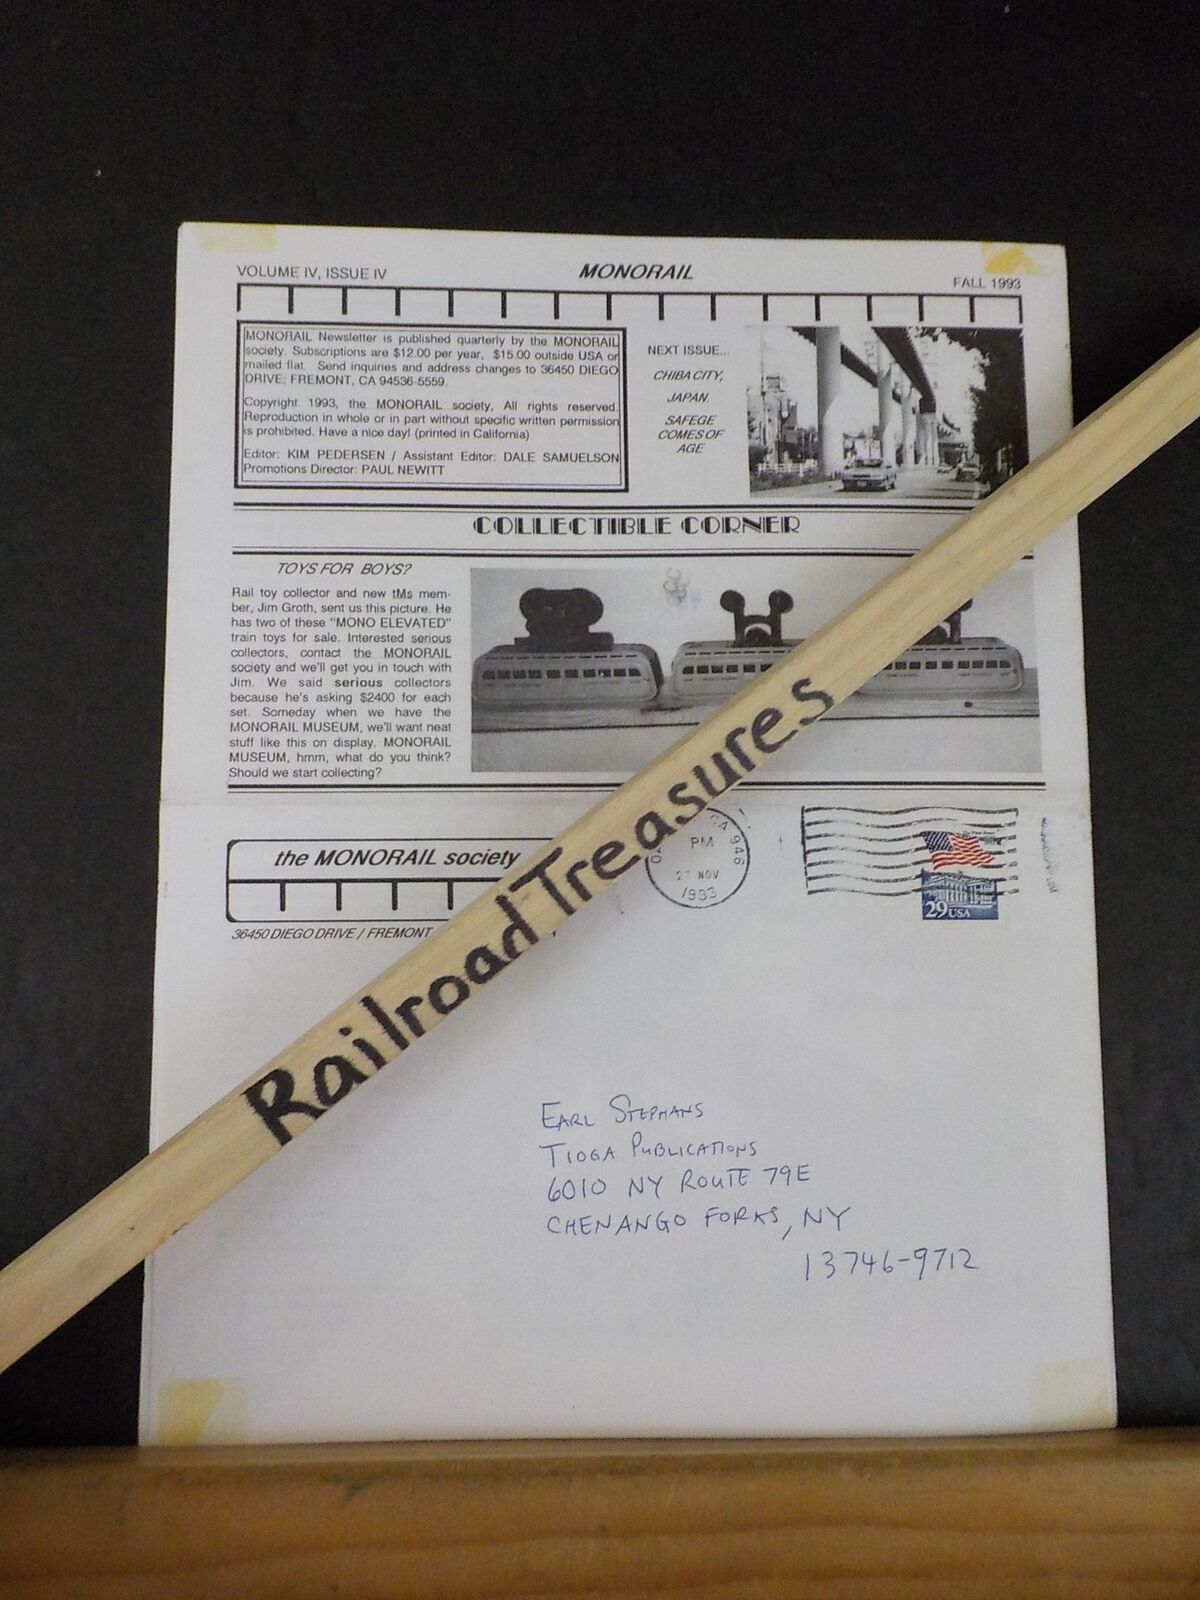 VOLUME IV, ISSUE IV
MONORAIL
FALL 1993
MONORAIL Newsletter is published quarterly by the MONORAIL
society. Subscriptions are $12.00 per year, $15.00 outside USA or
mailed flat. Send inquiries and address changes to 36450 DIEGO
DRIVE; FREMONT, CA 94536-5559.
Copyright 1993, the MONORAIL society, All rights reserved.
Reproduction in whole or in part without specific written permission
is prohibited. Have a nice day! (printed in California)
Editor: KIM PEDERSEN / Assistant Editor: DALE SAMUELSON
Promotions Director: PAUL NEWITT
NEXT ISSUE...
CHIBA CITY,
JAPAN.
SAFEGE
COMES OF
AGE
COLLECTIBLE CORNER
TOYS FOR BOYS?
Rail toy collector and new tMs mem-
ber, Jim Groth, sent us this picture. He
has two of these "MONO ELEVATED"
train toys for sale. Interested serious
collectors, contact the MONORAIL
society and we'll get you in touch with
Jim. We said serious collectors
because he's asking $2400 for each
set. Someday when we have the
MONORAIL MUSEUM, we'll want neat
stuff like this on display. MONORAIL
MUSEUM, hmm, what do you think?
Should we start collecting?
the MONORAIL society
36450 DIEGO DRIVE / FREMONT
CA 946
PM
27 NOV
1993
29 USA
Railroad Treasures
EARL STEPHANS
TIOGA PUBLICATIONS
6010 NY ROUTE 79E
CHENANGO FORKS, NY
13746-9712